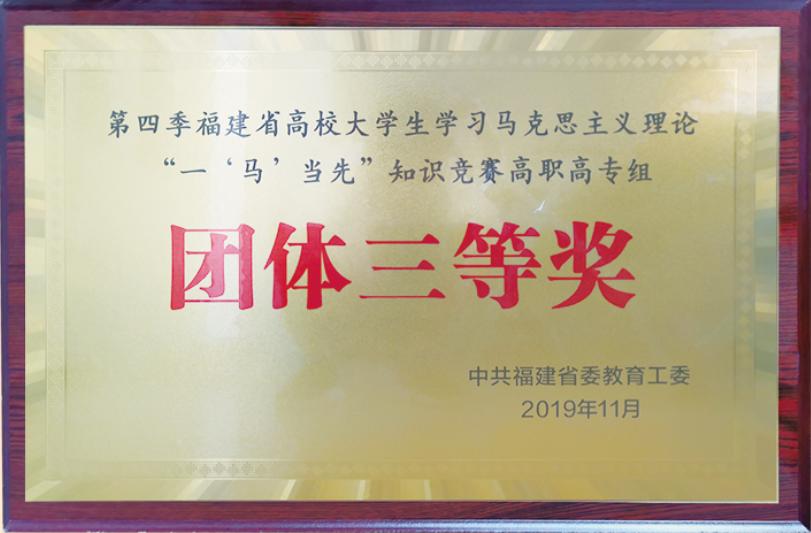 第四季福建省高校大学生学习马克思主义理论
“一‘马’当先”知识竞赛高职高专组
团体三等奖
中共福建省委教育工委
2019年11月